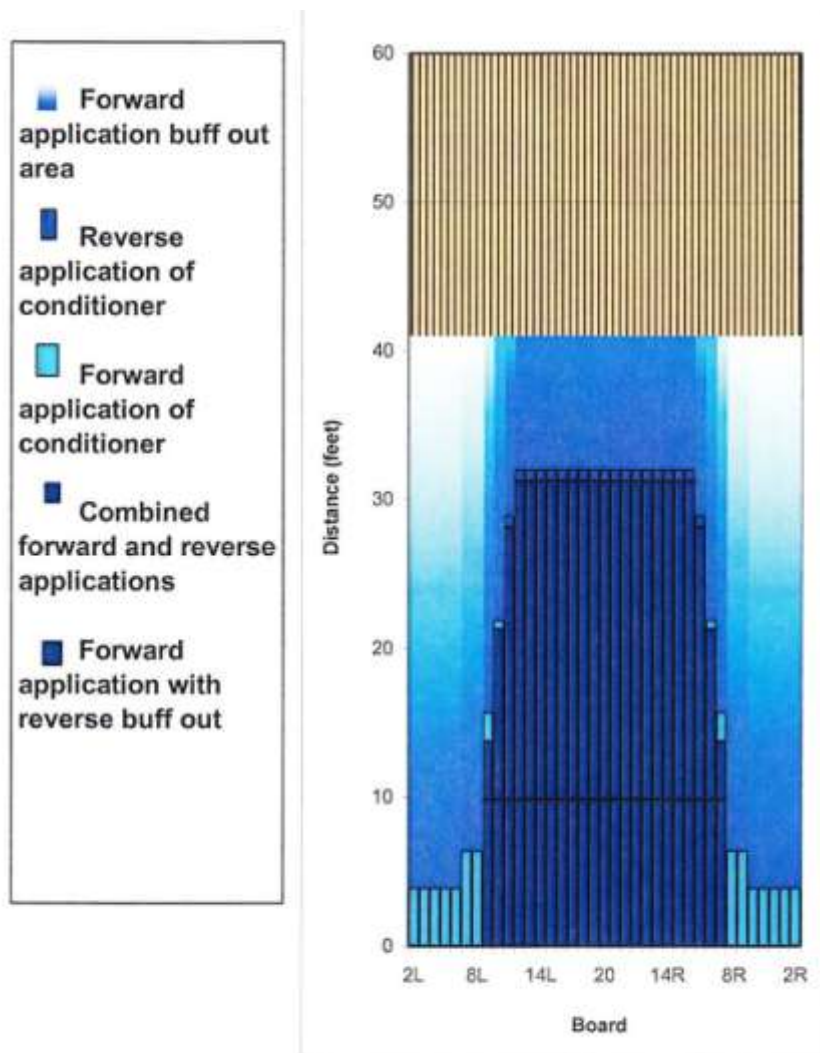 Forward
application buff out
area
Reverse
application of
conditioner
Forward
application of
conditioner
Combined
forward and reverse
applications
Forward
application with
reverse buff out
60
50
40
30
20
10
0
Distance (feet)
2L 8L 14L 20 14R 8R 2R
Board